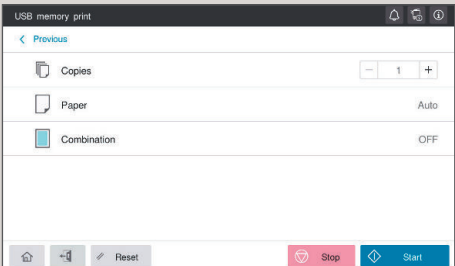 USB memory print
Previous
Copies 1
Paper Auto
Combination OFF
Reset Stop Start